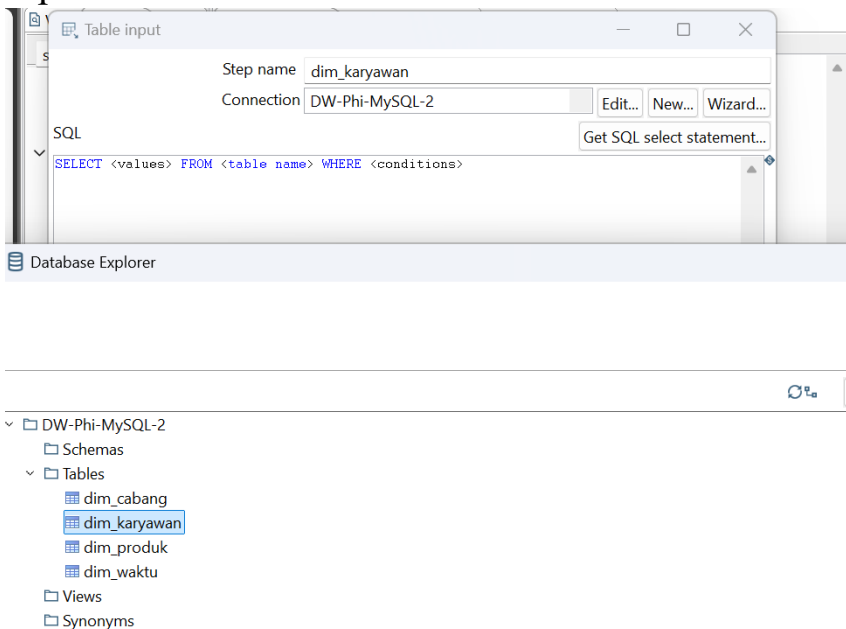 Table input
Step name dim_karyawan
Connection DW-Phi-MySQL-2 Edit... New... Wizard...
SQL Get SQL select statement...
SELECT <values> FROM <table name> WHERE <conditions>
Database Explorer
DW-Phi-MySQL-2
Schemas
Tables
dim_cabang
dim_karyawan
dim_produk
dim_waktu
Views
Synonyms